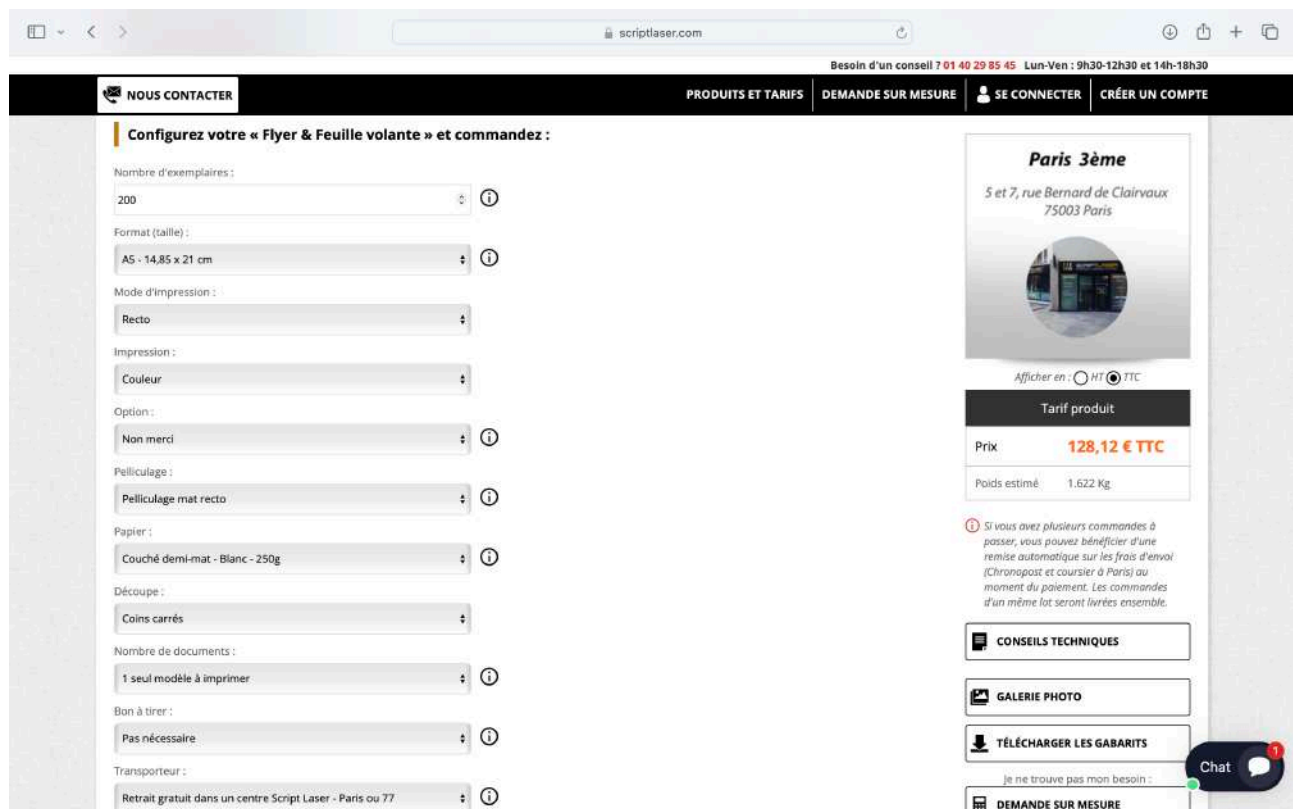 scriptlaser.com
Besoin d'un conseil ? 01 40 29 85 45 Lun-Ven : 9h30-12h30 et 14h-18h30
NOUS CONTACTER
PRODUITS ET TARIFS
DEMANDE SUR MESURE
SE CONNECTER
CRÉER UN COMPTE
Configurez votre « Flyer & Feuille volante » et commandez :
Nombre d'exemplaires :
200
Format (taille) :
A5 - 14,85 x 21 cm
Mode d'impression :
Recto
Impression :
Couleur
Option :
Non merci
Pelliculage :
Pelliculage mat recto
Papier :
Couché demi-mat - Blanc - 250g
Découpe :
Coins carrés
Nombre de documents :
1 seul modèle à imprimer
Bon à tirer :
Pas nécessaire
Transporteur :
Retrait gratuit dans un centre Script Laser - Paris ou 77
Paris 3ème
5 et 7, rue Bernard de Clairvaux
75003 Paris
Afficher en : HT TTC
Tarif produit
Prix 128,12 € TTC
Poids estimé 1.622 Kg
Si vous avez plusieurs commandes à
passer, vous pouvez bénéficier d'une
remise automatique sur les frais d'envoi
(Chronopost et coursier à Paris) au
moment du paiement. Les commandes
d'un même lot seront livrées ensemble.
CONSEILS TECHNIQUES
GALERIE PHOTO
TÉLÉCHARGER LES GABARITS
Je ne trouve pas mon besoin :
DEMANDE SUR MESURE
Chat
1